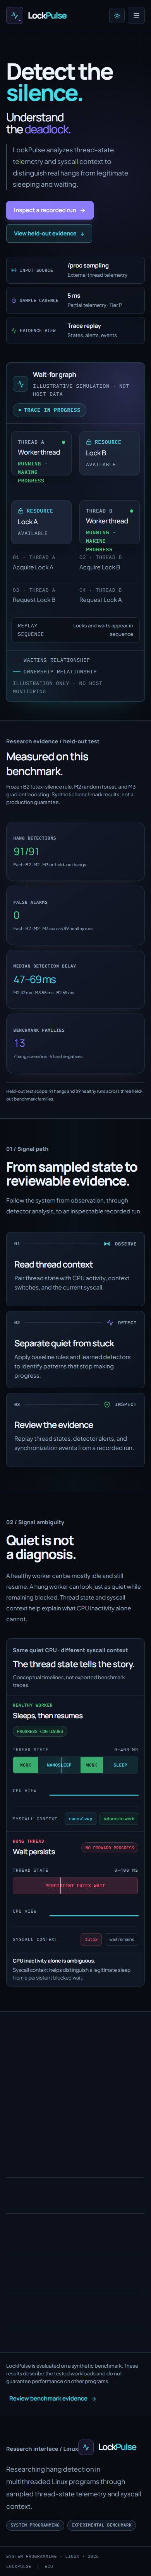 LockPulse
Detect the
silence.
Understand
the deadlock.
LockPulse analyzes thread-state
telemetry and syscall context to
distinguish real hangs from legitimate
sleeping and waiting.
Inspect a recorded run →
View held-out evidence ↓
INPUT SOURCE
/proc sampling
External thread telemetry
SAMPLE CADENCE
5 ms
Partial telemetry · Tier P
EVIDENCE VIEW
Trace replay
States, alerts, events
Wait-for graph
ILLUSTRATIVE SIMULATION · NOT
HOST DATA
TRACE IN PROGRESS
THREAD A
Worker thread
RUNNING ·
MAKING
PROGRESS
RESOURCE
Lock B
AVAILABLE
RESOURCE
Lock A
AVAILABLE
THREAD B
Worker thread
RUNNING ·
MAKING
PROGRESS
01 · THREAD A
Acquire Lock A
02 · THREAD B
Acquire Lock B
03 · THREAD A
Request Lock B
04 · THREAD B
Request Lock A
REPLAY
SEQUENCE
Locks and waits appear in
sequence
WAITING RELATIONSHIP
OWNERSHIP RELATIONSHIP
ILLUSTRATION ONLY · NO HOST
MONITORING
Research evidence / held-out test
Measured on this
benchmark.
Frozen B2 futex-silence rule, M2 random forest, and M3
gradient boosting. Synthetic benchmark results; not a
production guarantee.
HANG DETECTIONS
91/91
Each: B2 · M2 · M3 on held-out hangs
FALSE ALARMS
0
Each: B2 · M2 · M3 across 89 healthy runs
MEDIAN DETECTION DELAY
47–69 ms
M2 47 ms · M3 55 ms · B2 69 ms
BENCHMARK FAMILIES
13
7 hang scenarios · 6 hard negatives
Held-out test scope: 91 hangs and 89 healthy runs across three held-
out benchmark families.
01 / Signal path
From sampled state to
reviewable evidence.
Follow the system from observation, through
detector analysis, to an inspectable recorded run.
01
OBSERVE
Read thread context
Pair thread state with CPU activity, context
switches, and the current syscall.
02
DETECT
Separate quiet from stuck
Apply baseline rules and learned detectors
to identify patterns that stop making
progress.
03
INSPECT
Review the evidence
Replay thread states, detector alerts, and
synchronization events from a recorded run.
02 / Signal ambiguity
Quiet is not
a diagnosis.
A healthy worker can be mostly idle and still
resume. A hung worker can look just as quiet while
remaining blocked. Thread state and syscall
context help explain what CPU inactivity alone
cannot.
Same quiet CPU · different syscall context
The thread state tells the story.
Conceptual timelines, not exported benchmark
traces.
HEALTHY WORKER
Sleeps, then resumes
PROGRESS CONTINUES
THREAD STATE
0–400 MS
WORK
NANOSLEEP
WORK
SLEEP
CPU VIEW
SYSCALL CONTEXT
nanosleep
returns to work
HUNG THREAD
Wait persists
NO FORWARD PROGRESS
THREAD STATE
0–400 MS
PERSISTENT FUTEX WAIT
CPU VIEW
SYSCALL CONTEXT
futex
wait remains
CPU inactivity alone is ambiguous.
Syscall context helps distinguish a legitimate sleep
from a persistent blocked wait.
LockPulse is evaluated on a synthetic benchmark. These
results describe the tested workloads and do not
guarantee performance on other programs.
Review benchmark evidence →
Research interface / Linux
LockPulse
Researching hang detection in
multithreaded Linux programs through
sampled thread-state telemetry and syscall
context.
SYSTEM PROGRAMMING
EXPERIMENTAL BENCHMARK
SYSTEM PROGRAMMING · LINUX · 2026
LOCKPULSE / ECU